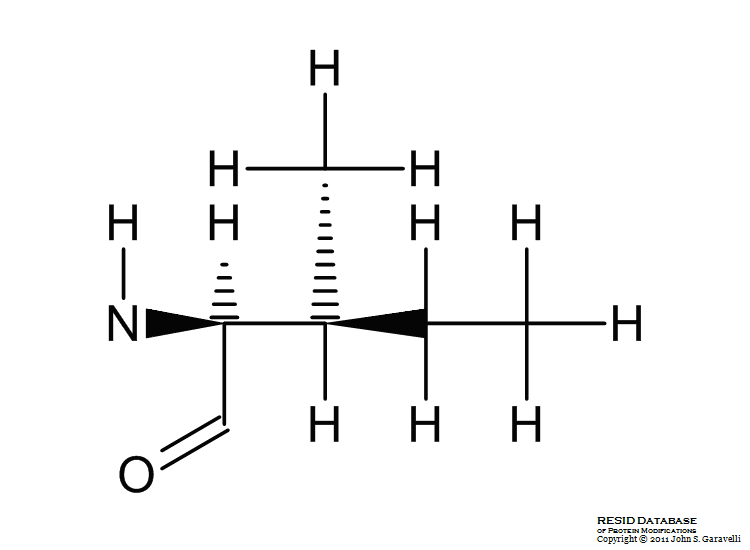 H
H H
H H H H
N H
H H H
O
RESID DATABASE
OF PROTEIN MODIFICATIONS
Copyright © 2011 John S. Garavelli